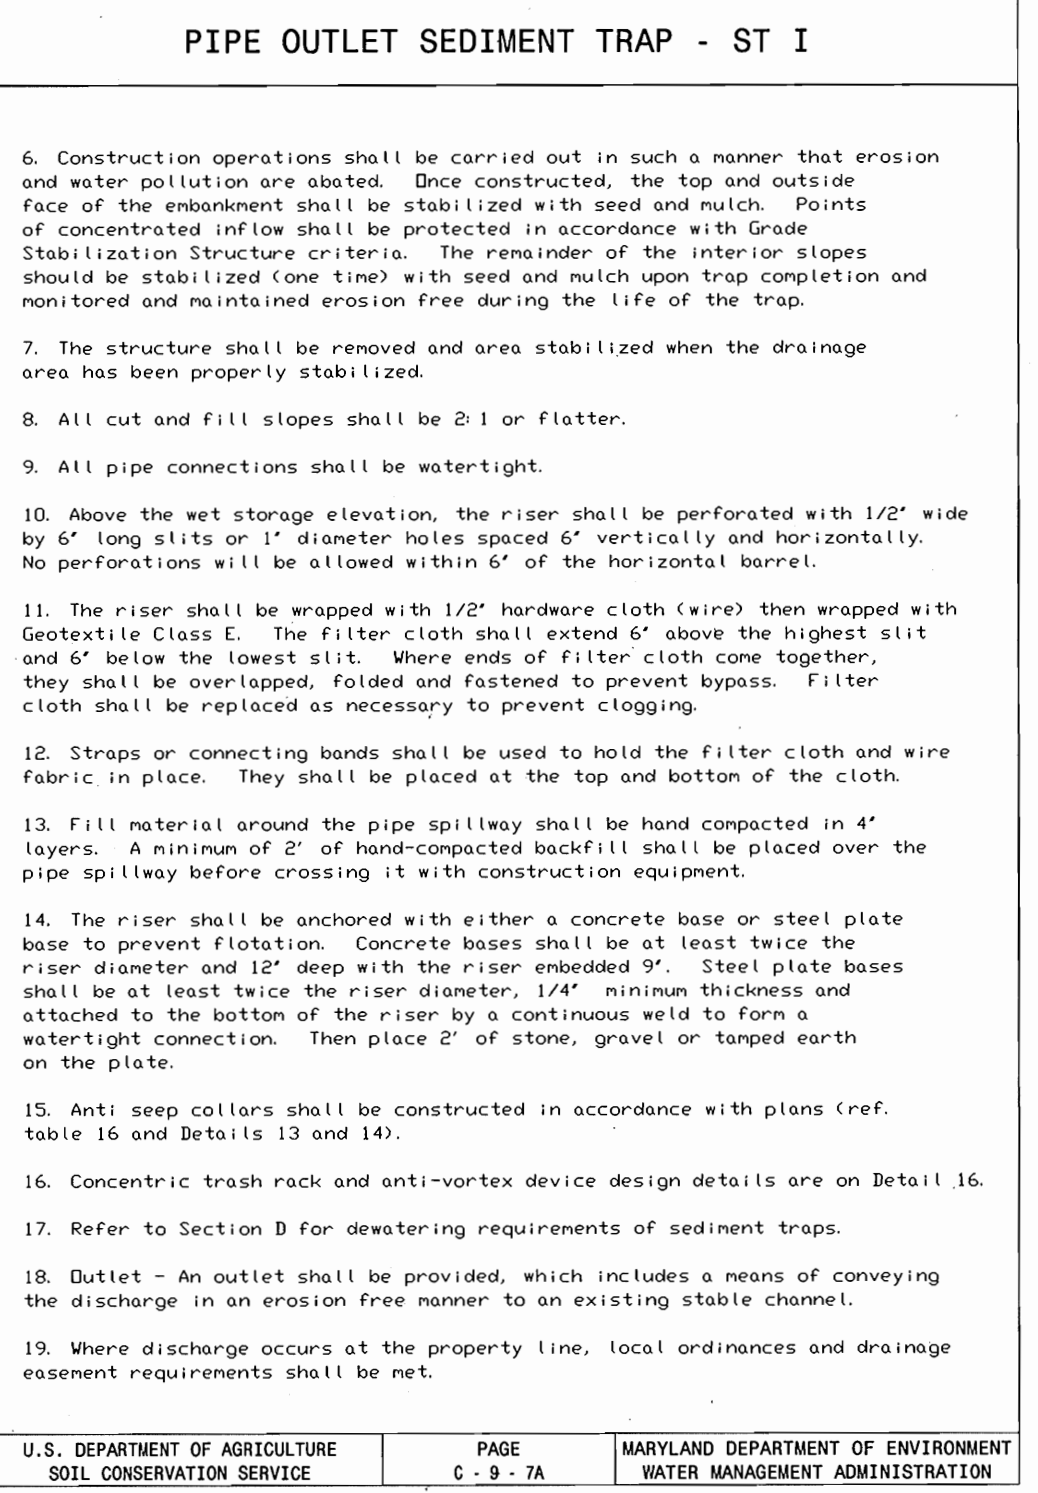 PIPE OUTLET SEDIMENT TRAP - ST I
6. Construction operations shall be carried out in such a manner that erosion
and water pollution are abated. Once constructed, the top and outside
face of the embankment shall be stabilized with seed and mulch. Points
of concentrated inflow shall be protected in accordance with Grade
Stabilization Structure criteria. The remainder of the interior slopes
should be stabilized (one time) with seed and mulch upon trap completion and
monitored and maintained erosion free during the life of the trap.
7. The structure shall be removed and area stabilized when the drainage
area has been properly stabilized.
8. All cut and fill slopes shall be 2:1 or flatter.
9. All pipe connections shall be watertight.
10. Above the wet storage elevation, the riser shall be perforated with 1/2" wide
by 6" long slits or 1" diameter holes spaced 6" vertically and horizontally.
No perforations will be allowed within 6" of the horizontal barrel.
11. The riser shall be wrapped with 1/2" hardware cloth (wire) then wrapped with
Geotextile Class E. The filter cloth shall extend 6" above the highest slit
and 6" below the lowest slit. Where ends of filter cloth come together,
they shall be overlapped, folded and fastened to prevent bypass. Filter
cloth shall be replaced as necessary to prevent clogging.
12. Straps or connecting bands shall be used to hold the filter cloth and wire
fabric in place. They shall be placed at the top and bottom of the cloth.
13. Fill material around the pipe spillway shall be hand compacted in 4"
layers. A minimum of 2' of hand-compacted backfill shall be placed over the
pipe spillway before crossing it with construction equipment.
14. The riser shall be anchored with either a concrete base or steel plate
base to prevent flotation. Concrete bases shall be at least twice the
riser diameter and 12" deep with the riser embedded 9". Steel plate bases
shall be at least twice the riser diameter, 1/4" minimum thickness and
attached to the bottom of the riser by a continuous weld to form a
watertight connection. Then place 2' of stone, gravel or tamped earth
on the plate.
15. Anti seep collars shall be constructed in accordance with plans (ref.
table 16 and Details 13 and 14).
16. Concentric trash rack and anti-vortex device design details are on Detail 16.
17. Refer to Section D for dewatering requirements of sediment traps.
18. Outlet - An outlet shall be provided, which includes a means of conveying
the discharge in an erosion free manner to an existing stable channel.
19. Where discharge occurs at the property line, local ordinances and drainage
easement requirements shall be met.
U.S. DEPARTMENT OF AGRICULTURE
SOIL CONSERVATION SERVICE
PAGE
C - 9 - 7A
MARYLAND DEPARTMENT OF ENVIRONMENT
WATER MANAGEMENT ADMINISTRATION